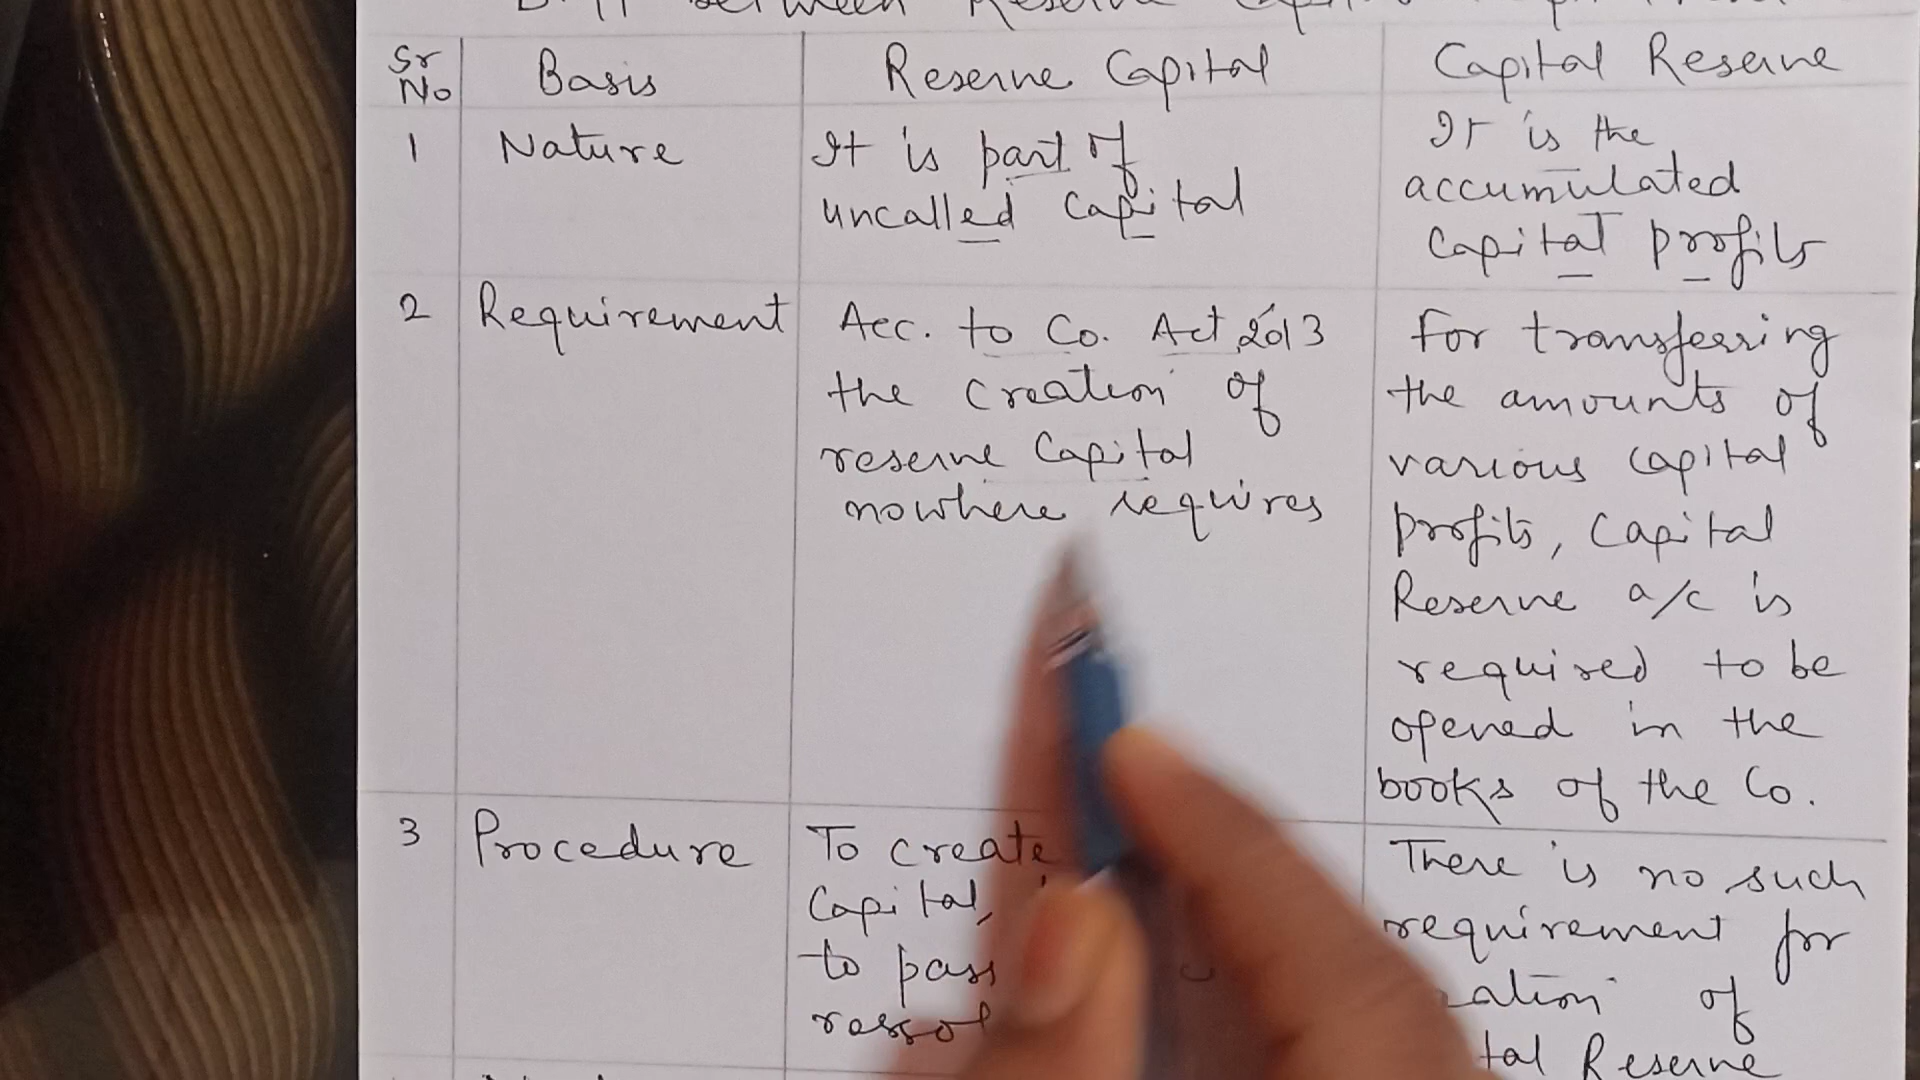 between Reserve
Sr No Basis Reserve Capital Capital Reserve
1 Nature
It is part of
uncalled Capital
It is the
accumulated
Capital profits
2 Requirement
Acc. to Co. Act, 2013
the creation of
reserve Capital
nowhere requires
For transferring
the amounts of
various capital
profits, Capital
Reserve a/c is
required to be
opened in the
books of the Co.
3 Procedure
To create
Capital,
to pass
There is no such
requirement for
of
Reserve